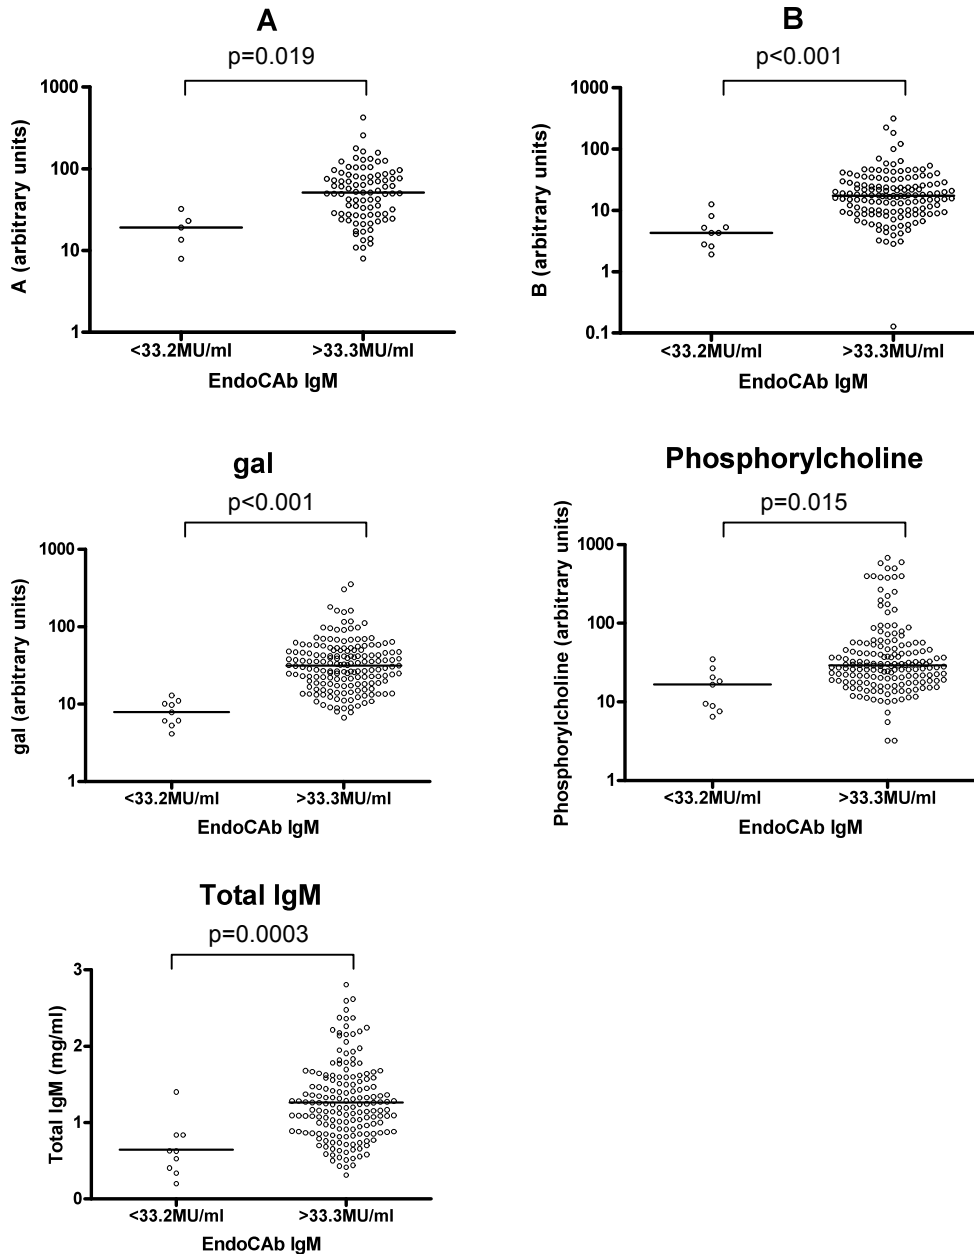 A
p=0.019
1000
100
10
1
A (arbitrary units)
<33.2MU/ml >33.3MU/ml
EndoCAb IgM
B
p<0.001
1000
100
10
1
0.1
B (arbitrary units)
<33.2MU/ml >33.3MU/ml
EndoCAb IgM
gal
p<0.001
1000
100
10
1
gal (arbitrary units)
<33.2MU/ml >33.3MU/ml
EndoCAb IgM
Phosphorylcholine
p=0.015
1000
100
10
1
Phosphorylcholine (arbitrary units)
<33.2MU/ml >33.3MU/ml
EndoCAb IgM
Total IgM
p=0.0003
3
2
1
0
Total IgM (mg/ml)
<33.2MU/ml >33.3MU/ml
EndoCAb IgM